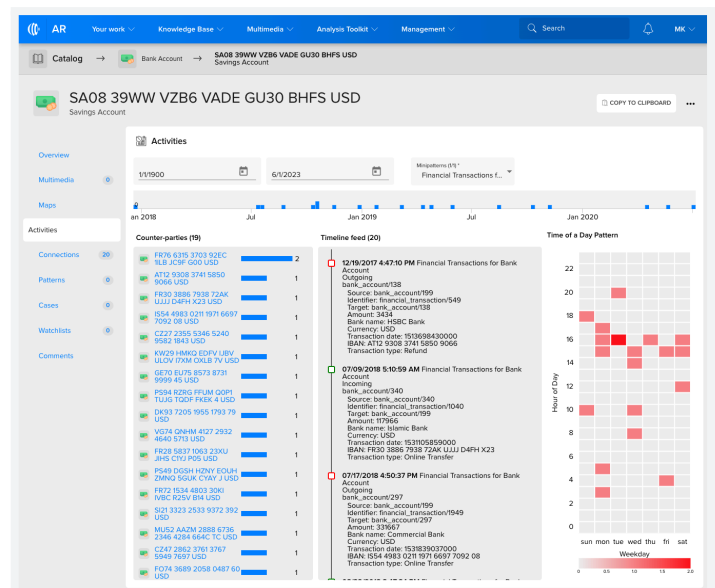 AR
Your work
Knowledge Base
Multimedia
Analysis Toolkit
Management
Search
MK
Catalog → Bank Account → SA08 39WW VZB6 VADE GU30 BHFS USD
Savings Account
SA08 39WW VZB6 VADE GU30 BHFS USD
Savings Account
COPY TO CLIPBOARD
Overview
Multimedia 0
Maps
Activities
Connections 20
Patterns 0
Cases 0
Watchlists 0
Comments
Activities
1/1/1900
6/1/2023
Minipatterns (1/1) *
Financial Transactions f...
an 2018
Jul
Jan 2019
Jul
Jan 2020
Counter-parties (19)
FR76 6315 3703 92EC
1ILB JC9F G00 USD
2
AT12 9308 3741 5850
9066 USD
1
FR30 3886 7938 72AK
UJJJ D4FH X23 USD
1
IS54 4983 0211 1971 6697
7092 08 USD
1
CZ27 2355 5346 5240
9582 1843 USD
1
KW29 HMKQ EDFV IJBV
ULOV I7XM OXLB 7V USD
1
GE70 EU75 8573 8731
9999 45 USD
1
PS94 RZRG FFUM Q0P1
TUJG TQDF FKEK 4 USD
1
DK93 7205 1955 1793 79
USD
1
VG74 QNHM 4127 2932
4640 5713 USD
1
FR28 5837 1063 23XU
JIHS C1YJ P05 USD
1
PS49 DGSH HZNY EOUH
ZMNQ 5GUK CYAY J USD
1
FR72 1534 4803 30KI
IVBC R25V B14 USD
1
SI21 3323 2533 9372 392
USD
1
MU52 AAZM 2888 6736
2346 4284 664C TC USD
1
CZ47 2862 3761 3767
5949 7697 USD
1
FO74 3689 2058 0487 60
USD
1
Timeline feed (20)
12/19/2017 4:47:10 PM Financial Transactions for Bank
Account
Outgoing
bank_account/138
Source: bank_account/199
Identifier: financial_transaction/549
Target: bank_account/138
Amount: 3434
Bank name: HSBC Bank
Currency: USD
Transaction date: 1513698430000
IBAN: AT12 9308 3741 5850 9066
Transaction type: Refund
07/09/2018 5:10:59 AM Financial Transactions for Bank
Account
Incoming
bank_account/340
Source: bank_account/340
Identifier: financial_transaction/1040
Target: bank_account/199
Amount: 117966
Bank name: Islamic Bank
Currency: USD
Transaction date: 1531105859000
IBAN: FR30 3886 7938 72AK UJJJ D4FH X23
Transaction type: Online Transfer
07/17/2018 4:50:37 PM Financial Transactions for Bank
Account
Outgoing
bank_account/297
Source: bank_account/199
Identifier: financial_transaction/1949
Target: bank_account/297
Amount: 331667
Bank name: Commercial Bank
Currency: USD
Transaction date: 1531839037000
IBAN: IS54 4983 0211 1971 6697 7092 08
Transaction type: Online Transfer
Time of a Day Pattern
Hour of Day
22
20
18
16
14
12
10
8
6
4
2
0
sun mon tue wed thu fri sat
Weekday
0 0.5 1.0 1.5 2.0